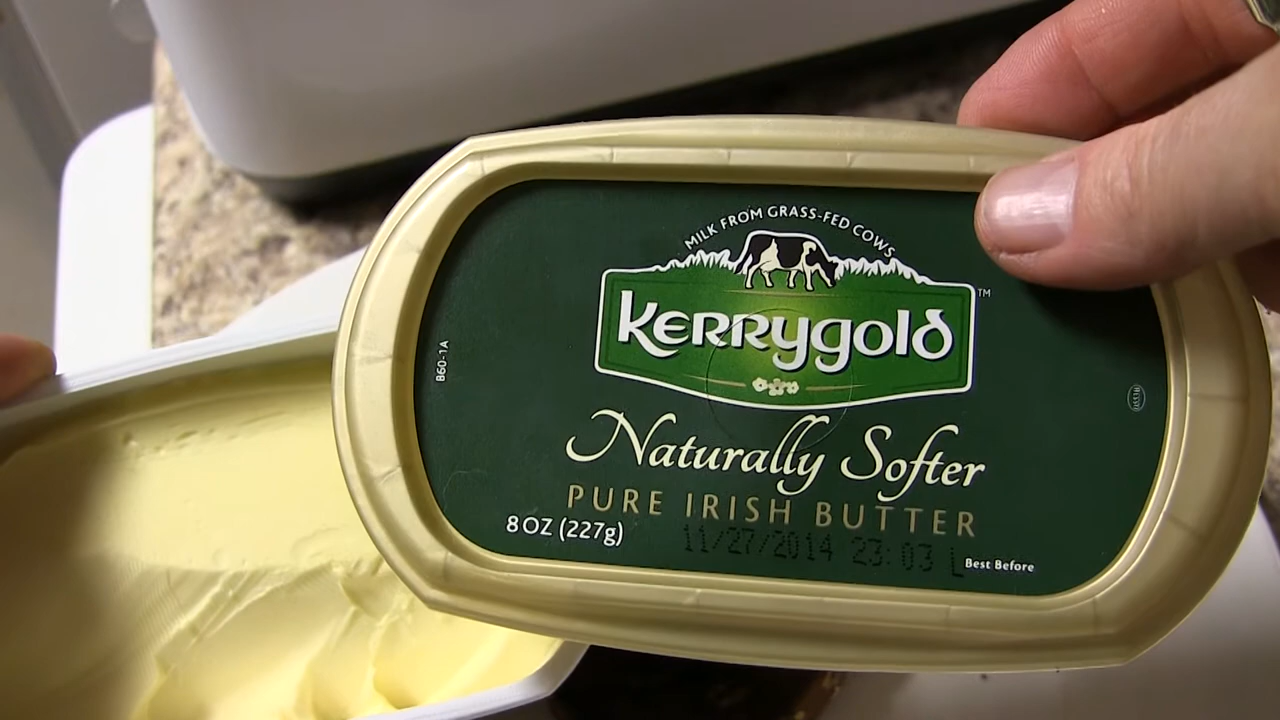 MILK FROM GRASS-FED COWS
Kerrygold
TM
B60-1A
Naturally Softer
PURE IRISH BUTTER
8 OZ (227g)
11/27/2014 23:03 L
Best Before